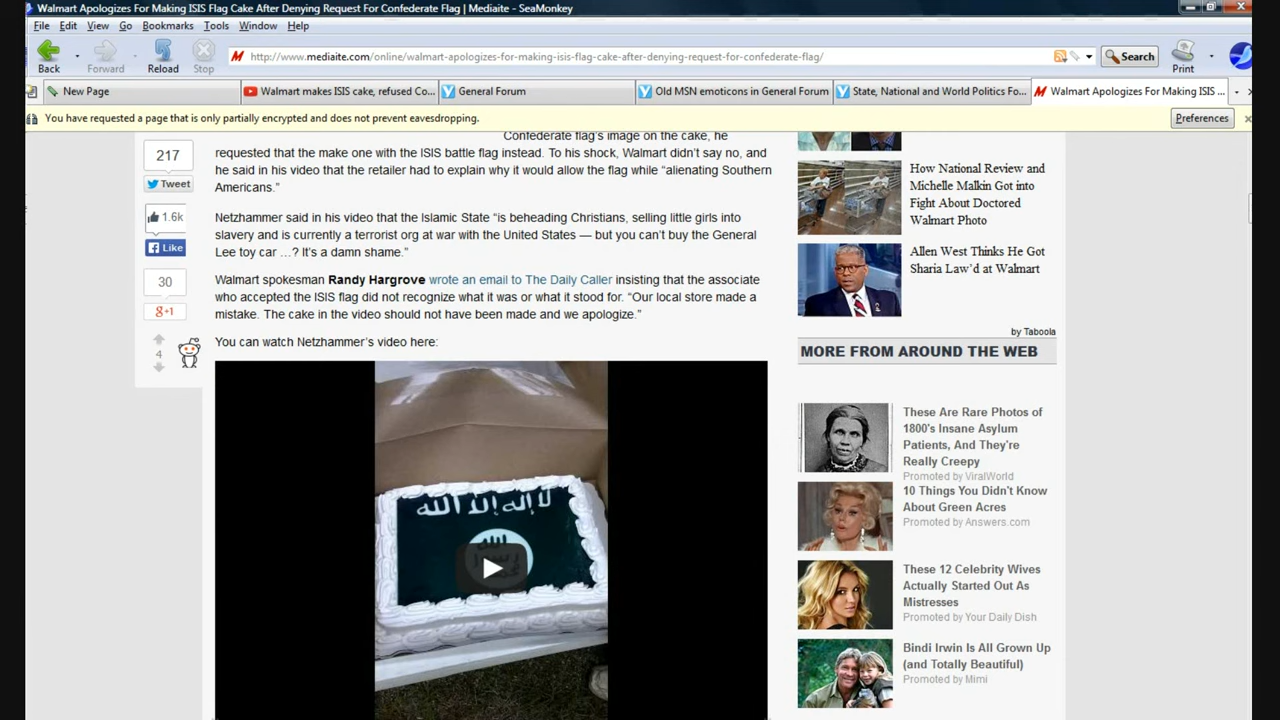 Walmart Apologizes For Making ISIS Flag Cake After Denying Request For Confederate Flag | Mediaite - SeaMonkey
File Edit View Go Bookmarks Tools Window Help
Back Forward Reload Stop
http://www.mediaite.com/online/walmart-apologizes-for-making-isis-flag-cake-after-denying-request-for-confederate-flag/
Search
Print
New Page
Walmart makes ISIS cake, refused Co...
General Forum
Old MSN emoticons in General Forum
State, National and World Politics Fo...
Walmart Apologizes For Making ISIS ...
You have requested a page that is only partially encrypted and does not prevent eavesdropping.
Preferences
217
Tweet
1.6k
Like
30
g+1
4
Confederate flag's image on the cake, he
requested that the make one with the ISIS battle flag instead. To his shock, Walmart didn't say no, and
he said in his video that the retailer had to explain why it would allow the flag while “alienating Southern
Americans.”
Netzhammer said in his video that the Islamic State “is beheading Christians, selling little girls into
slavery and is currently a terrorist org at war with the United States — but you can't buy the General
Lee toy car …? It's a damn shame.”
Walmart spokesman Randy Hargrove wrote an email to The Daily Caller insisting that the associate
who accepted the ISIS flag did not recognize what it was or what it stood for. “Our local store made a
mistake. The cake in the video should not have been made and we apologize.”
You can watch Netzhammer's video here:
لا إله إلا الله
الله
رسول
How National Review and
Michelle Malkin Got into
Fight About Doctored
Walmart Photo
Allen West Thinks He Got
Sharia Law'd at Walmart
by Taboola
MORE FROM AROUND THE WEB
These Are Rare Photos of
1800's Insane Asylum
Patients, And They're
Really Creepy
Promoted by ViralWorld
10 Things You Didn't Know
About Green Acres
Promoted by Answers.com
These 12 Celebrity Wives
Actually Started Out As
Mistresses
Promoted by Your Daily Dish
Bindi Irwin Is All Grown Up
(and Totally Beautiful)
Promoted by Mimi